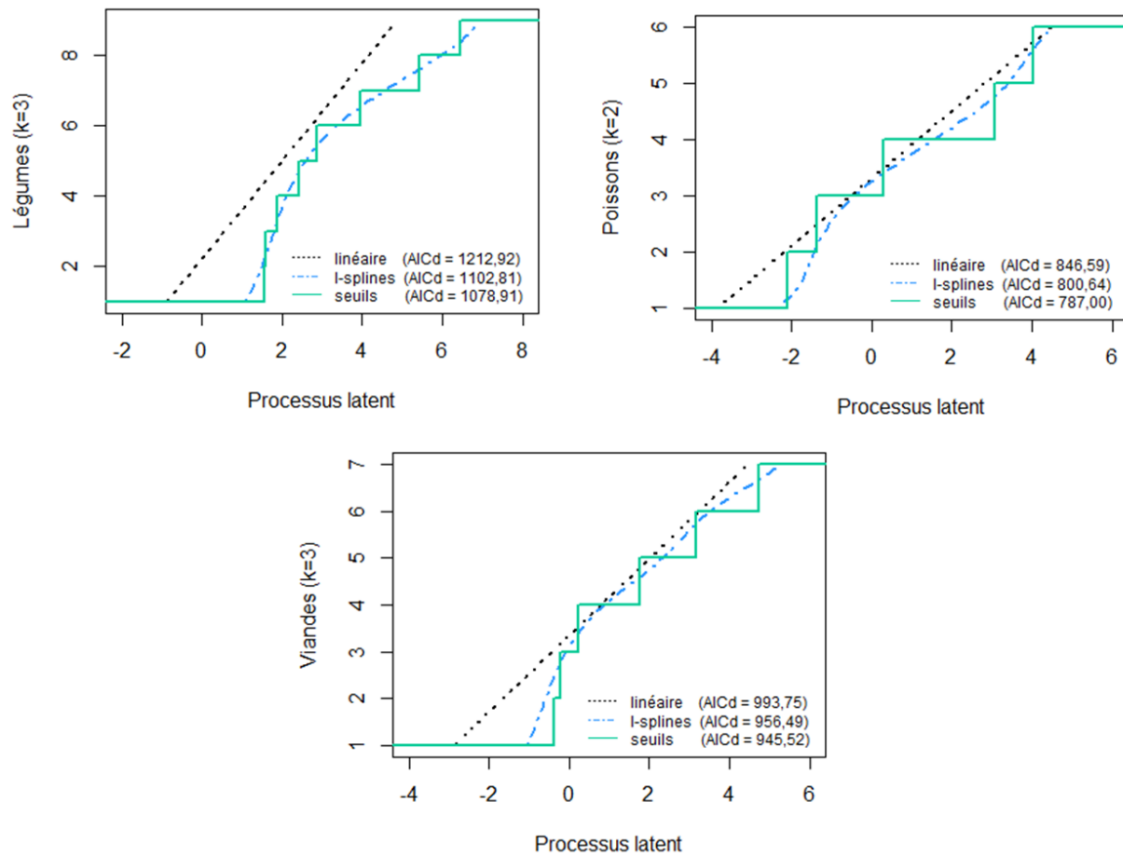 Légumes (k=3)
8
6
4
2
linéaire (AICd = 1212,92)
I-splines (AICd = 1102,81)
seuils (AICd = 1078,91)
-2 0 2 4 6 8
Processus latent
Poissons (k=2)
6
5
4
3
2
1
linéaire (AICd = 846,59)
I-splines (AICd = 800,64)
seuils (AICd = 787,00)
-4 -2 0 2 4 6
Processus latent
Viandes (k=3)
7
6
5
4
3
2
1
linéaire (AICd = 993,75)
I-splines (AICd = 956,49)
seuils (AICd = 945,52)
-4 -2 0 2 4 6
Processus latent